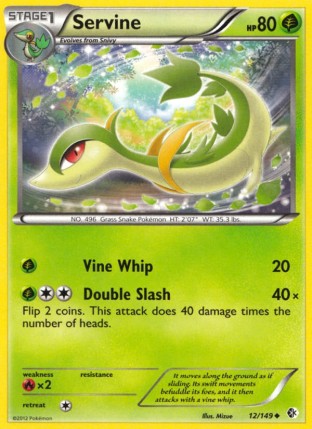 STAGE1
Servine
HP80
Evolves from Snivy
NO. 496 Grass Snake Pokémon HT: 2'07" WT: 35.3 lbs.
Vine Whip 20
Double Slash 40×
Flip 2 coins. This attack does 40 damage times the
number of heads.
weakness resistance
×2
retreat
It moves along the ground as if
sliding. Its swift movements
befuddle its foes, and it then
attacks with a vine whip.
©2012 Pokémon
Illus. Mizue
12/149